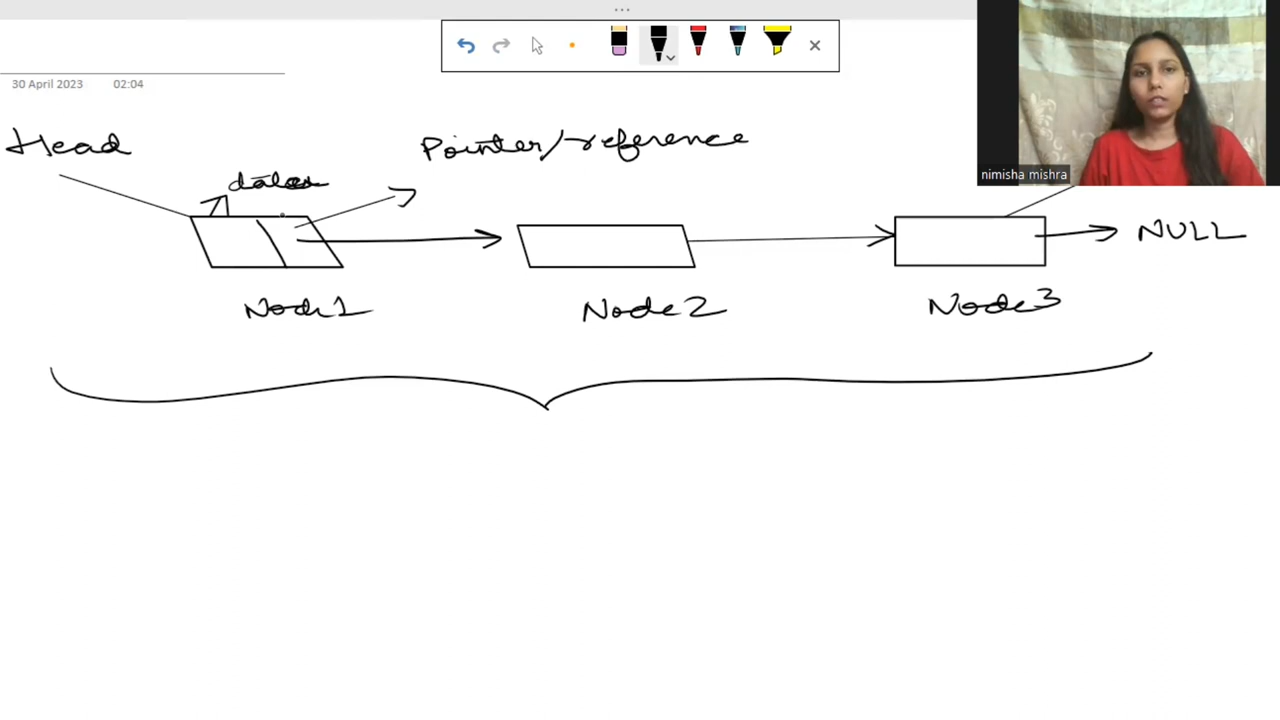 30 April 2023 02:04
Head
Pointer/reference
data
NULL
Node1
Node2
Node3
nimisha mishra